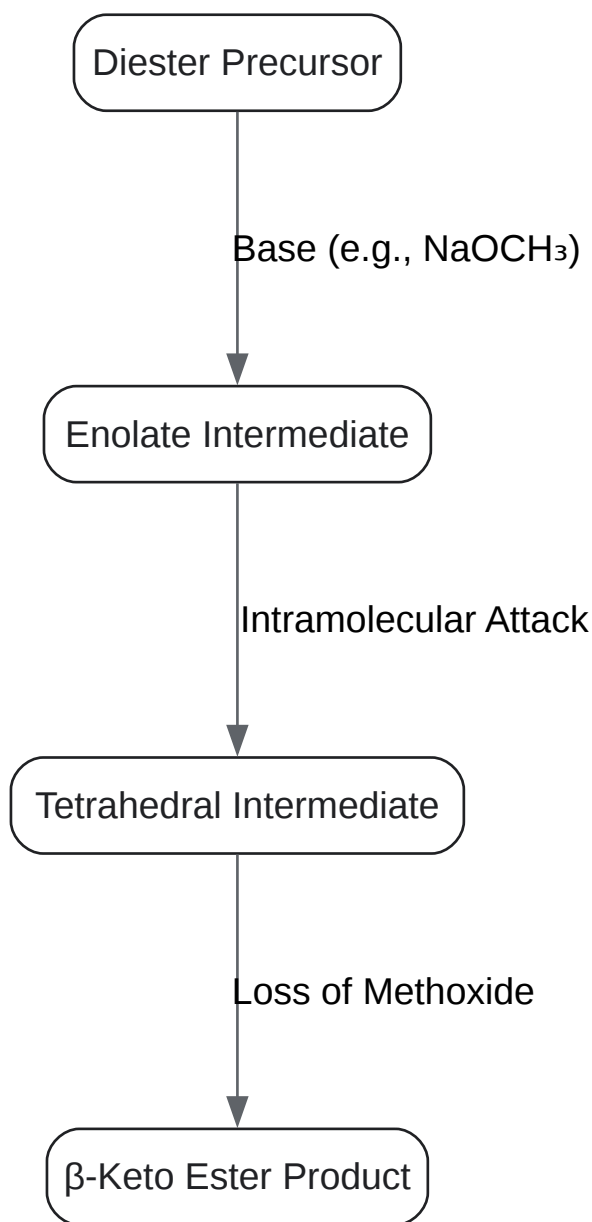 Diester Precursor
Base (e.g., NaOCH₃)
Enolate Intermediate
Intramolecular Attack
Tetrahedral Intermediate
Loss of Methoxide
β-Keto Ester Product